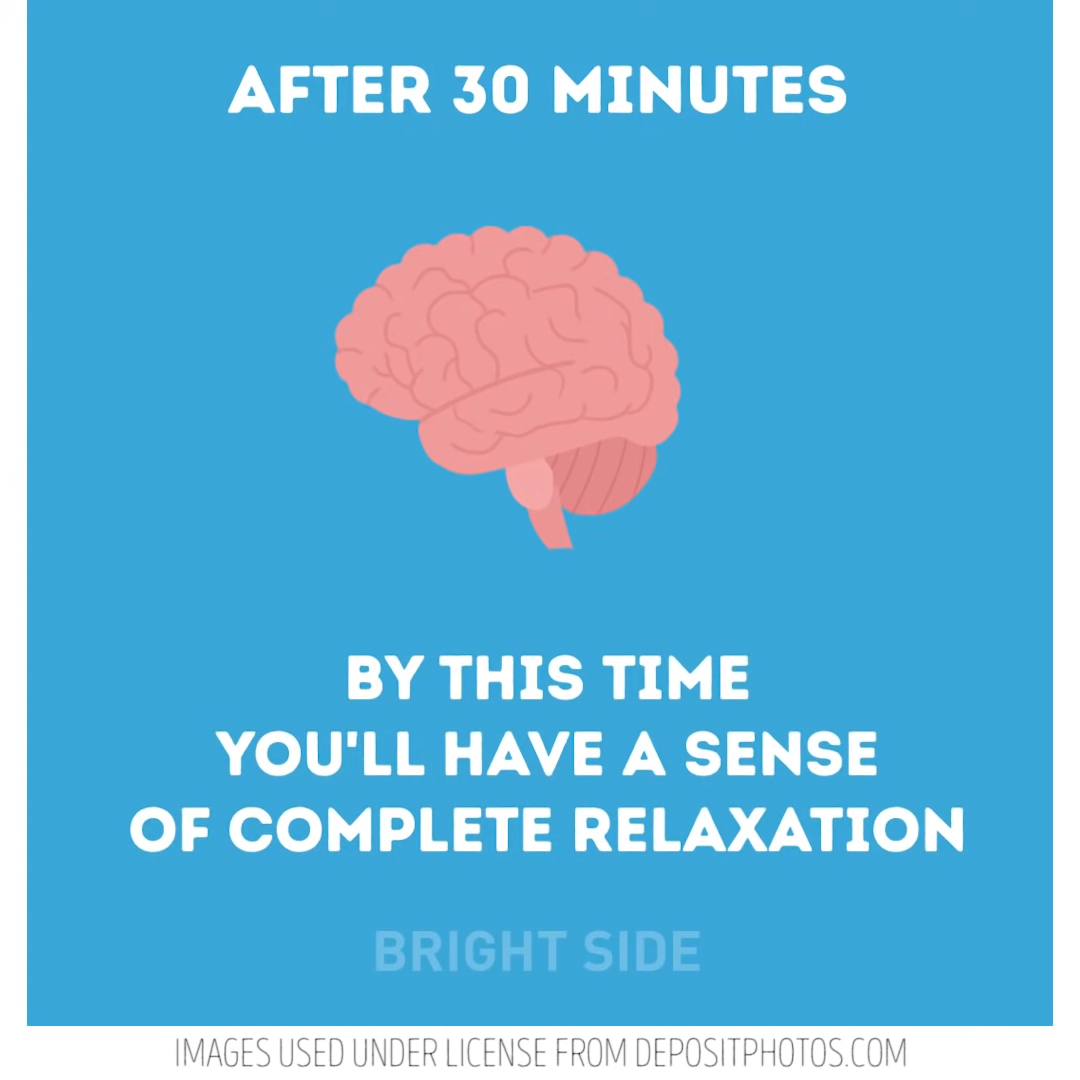 AFTER 30 MINUTES
BY THIS TIME
YOU'LL HAVE A SENSE
OF COMPLETE RELAXATION
BRIGHT SIDE
IMAGES USED UNDER LICENSE FROM DEPOSITPHOTOS.COM